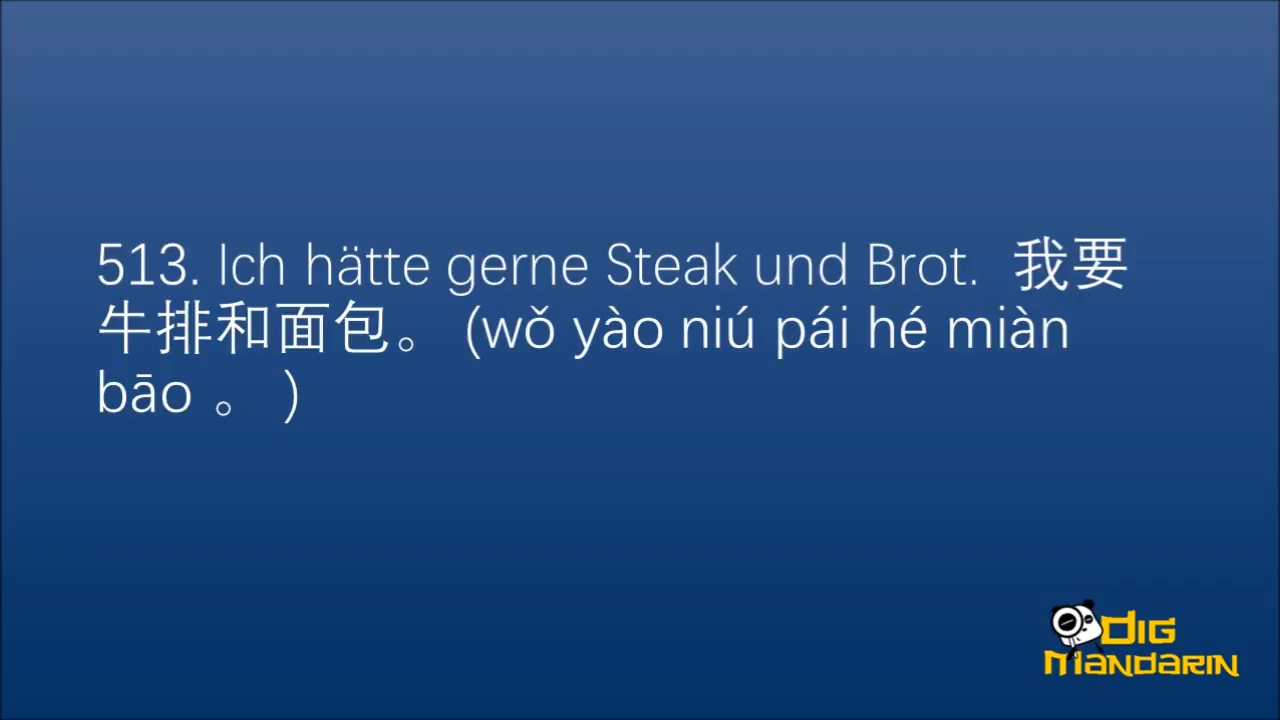 513. Ich hätte gerne Steak und Brot. 我要
牛排和面包。 (wǒ yào niú pái hé miàn
bāo 。 )
DIG
MANDARIN